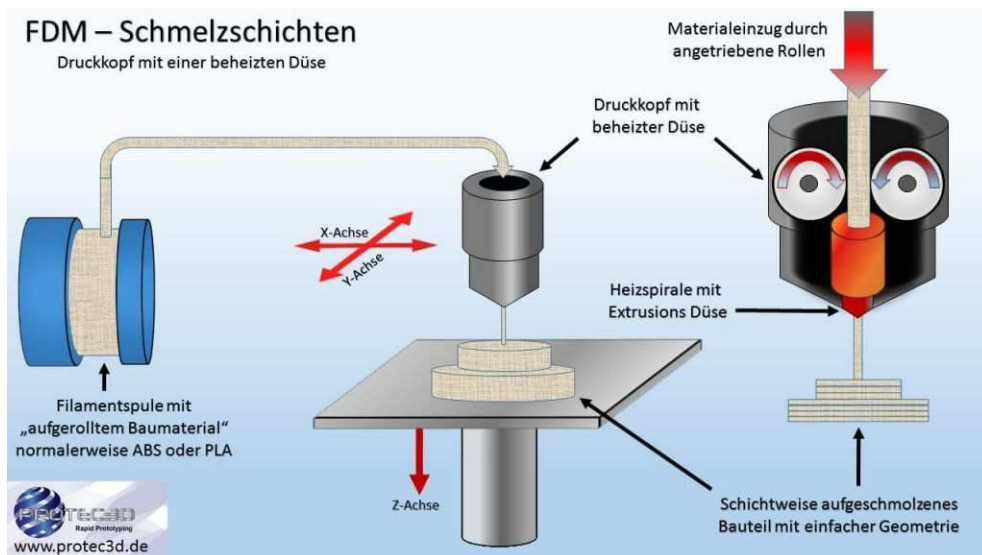 FDM – Schmelzschichten
Druckkopf mit einer beheizten Düse
Materialeinzug durch
angetriebene Rollen
Druckkopf mit
beheizter Düse
X-Achse
Y-Achse
Heizspirale mit
Extrusions Düse
Filamentspule mit
„aufgerolltem Baumaterial“
normalerweise ABS oder PLA
Z-Achse
Schichtweise aufgeschmolzenes
Bauteil mit einfacher Geometrie
PROTEC3D
Rapid Prototyping
www.protec3d.de